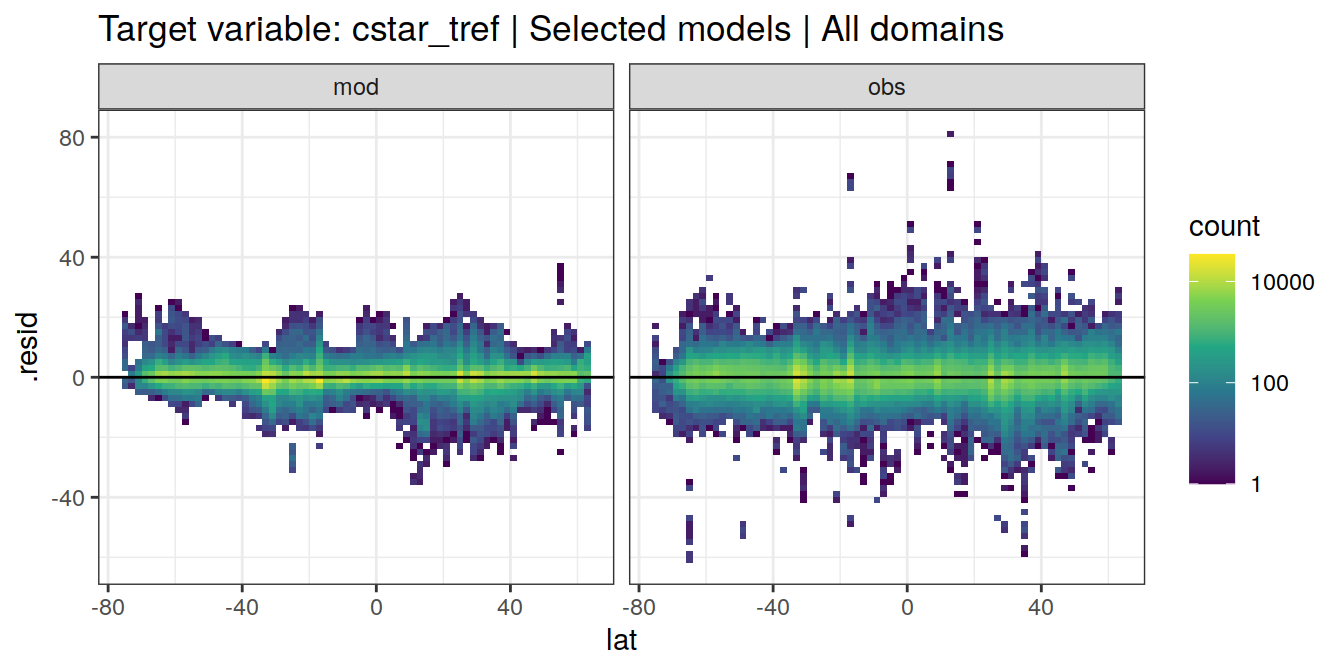 Target variable: cstar_tref | Selected models | All domains
mod
obs
80
40
0
-40
-80
-40
0
40
-80
-40
0
40
.resid
lat
count
10000
100
1